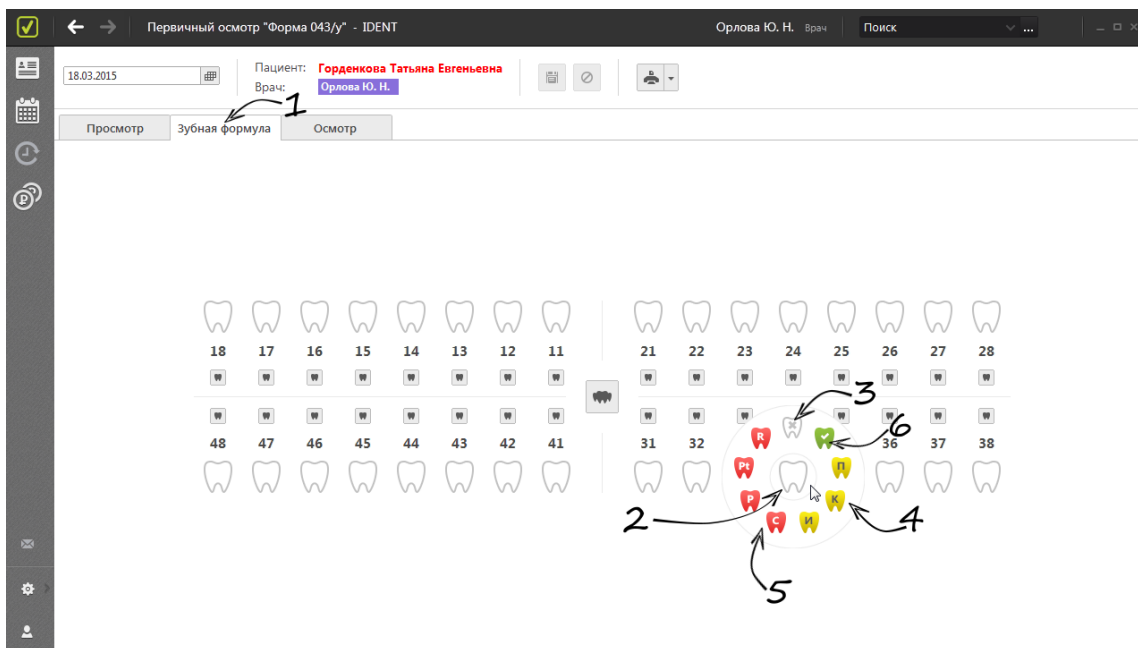 Первичный осмотр "Форма 043/у" - IDENT
Орлова Ю. Н. Врач
Поиск
...
18.03.2015
Пациент: Горденкова Татьяна Евгеньевна
Врач: Орлова Ю. Н.
1
Просмотр
Зубная формула
Осмотр
18 17 16 15 14 13 12 11 21 22 23 24 25 26 27 28
3
6
48 47 46 45 44 43 42 41 31 32 36 37 38
R
Pt П
P К
С И
2
4
5